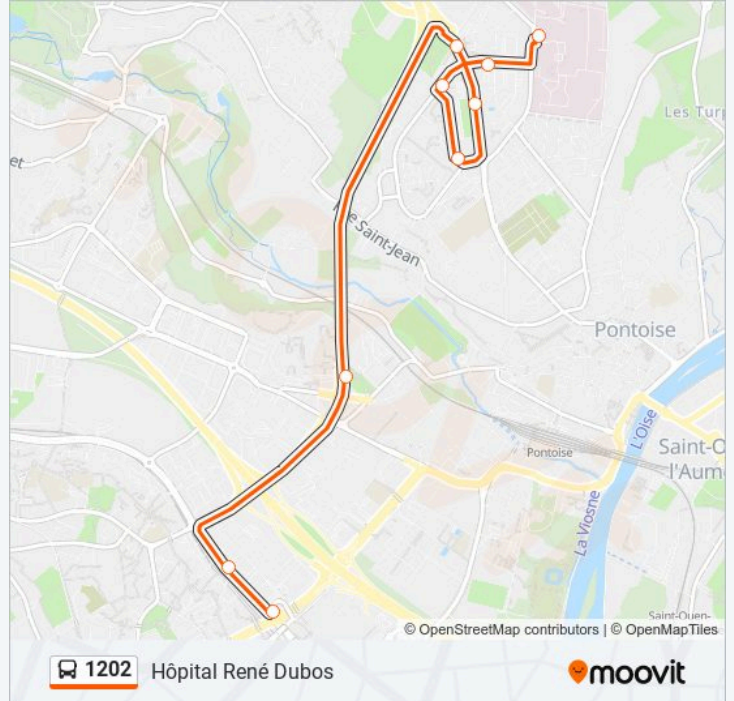 Les Turp
et
Rue Saint-Jean
Pontoise
L'Oise
Saint-O
l'Aum
Pontoise
La Viosne
Saint-Ouen-
© OpenStreetMap contributors | © OpenMapTiles
1202 Hôpital René Dubos
moovit